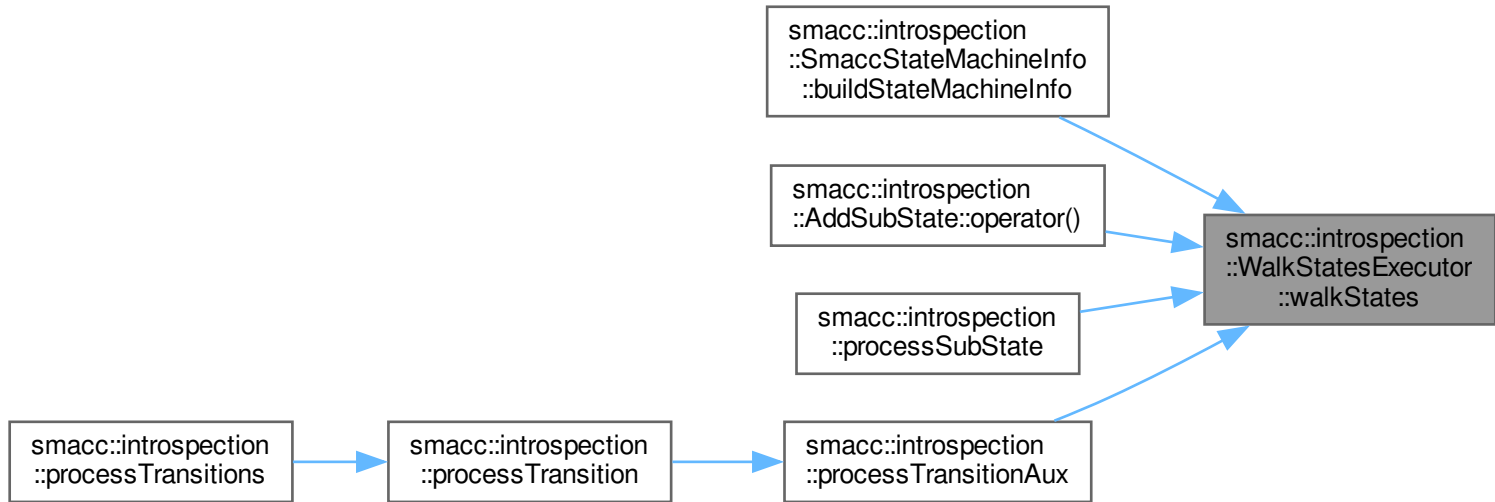 smacc::introspection
::SmaccStateMachineInfo
::buildStateMachineInfo
smacc::introspection
::AddSubState::operator()
smacc::introspection
::WalkStatesExecutor
::walkStates
smacc::introspection
::processSubState
smacc::introspection
::processTransitions
smacc::introspection
::processTransition
smacc::introspection
::processTransitionAux